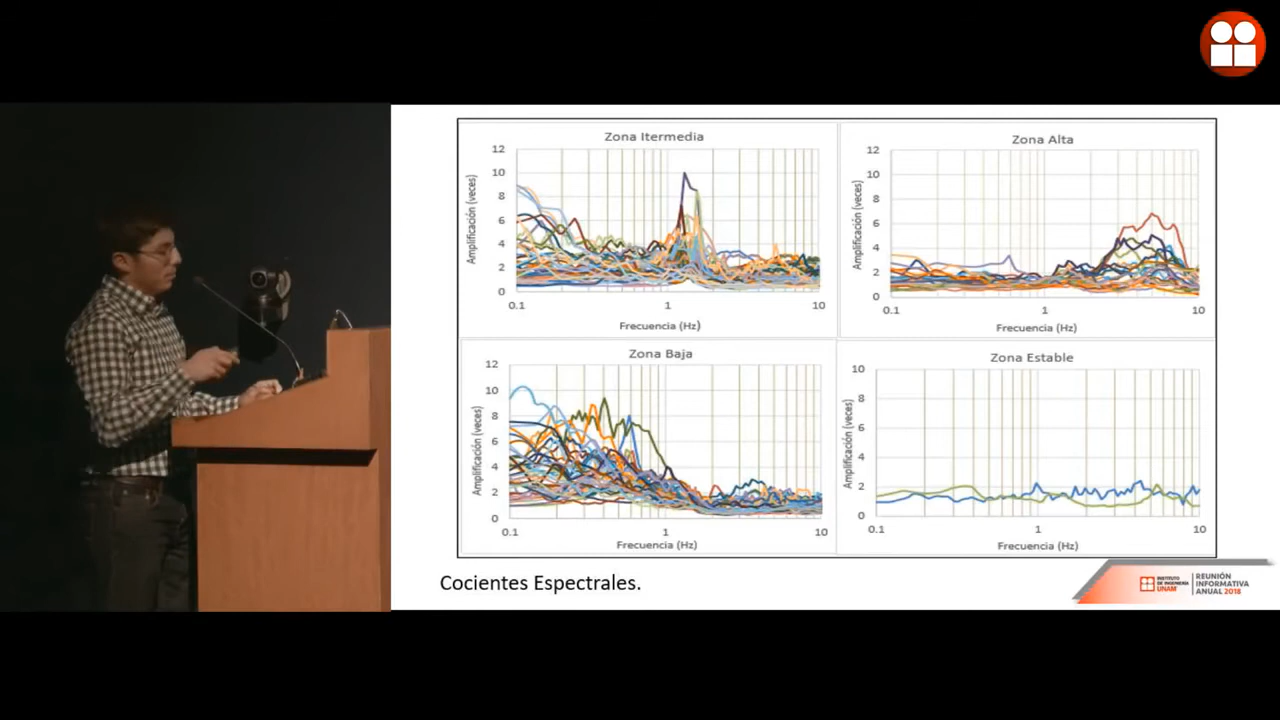 Zona Itermedia
Amplificación (veces)
12
10
8
6
4
2
0
0.1
1
10
Frecuencia (Hz)
Zona Alta
Amplificación (veces)
12
10
8
6
4
2
0
0.1
1
10
Frecuencia (Hz)
Zona Baja
Amplificación (veces)
12
10
8
6
4
2
0
0.1
1
10
Frecuencia (Hz)
Zona Estable
Amplificación (veces)
10
8
6
4
2
0
0.1
1
10
Frecuencia (Hz)
Cocientes Espectrales.
INSTITUTO
DE INGENIERÍA
UNAM
REUNIÓN
INFORMATIVA
ANUAL 2018